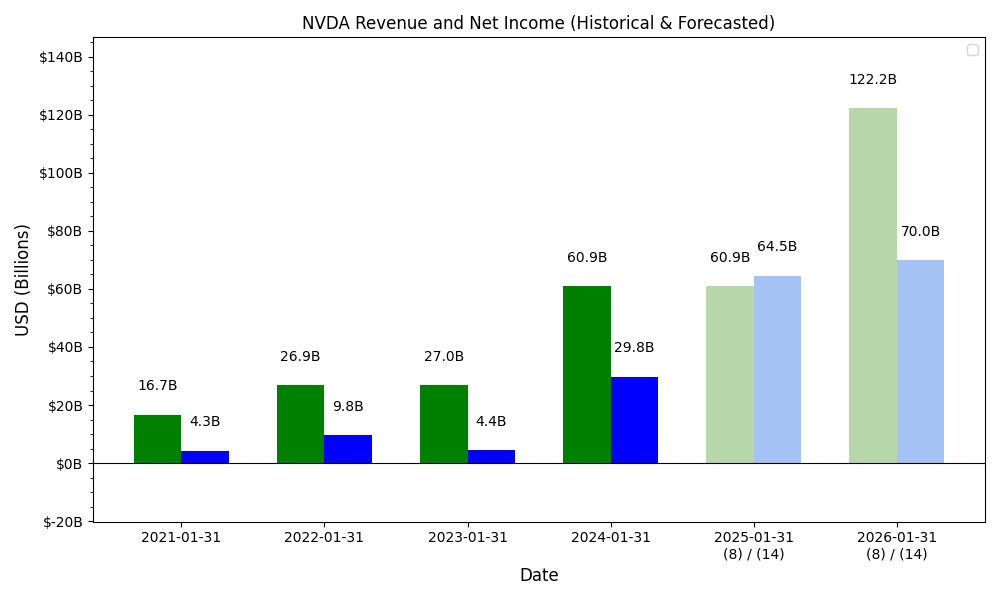 NVDA Revenue and Net Income (Historical & Forecasted)
$140B
$120B
$100B
$80B
$60B
$40B
$20B
$0B
$-20B
USD (Billions)
16.7B
4.3B
26.9B
9.8B
27.0B
4.4B
60.9B
29.8B
60.9B
64.5B
122.2B
70.0B
2021-01-31
2022-01-31
2023-01-31
2024-01-31
2025-01-31
(8) / (14)
2026-01-31
(8) / (14)
Date